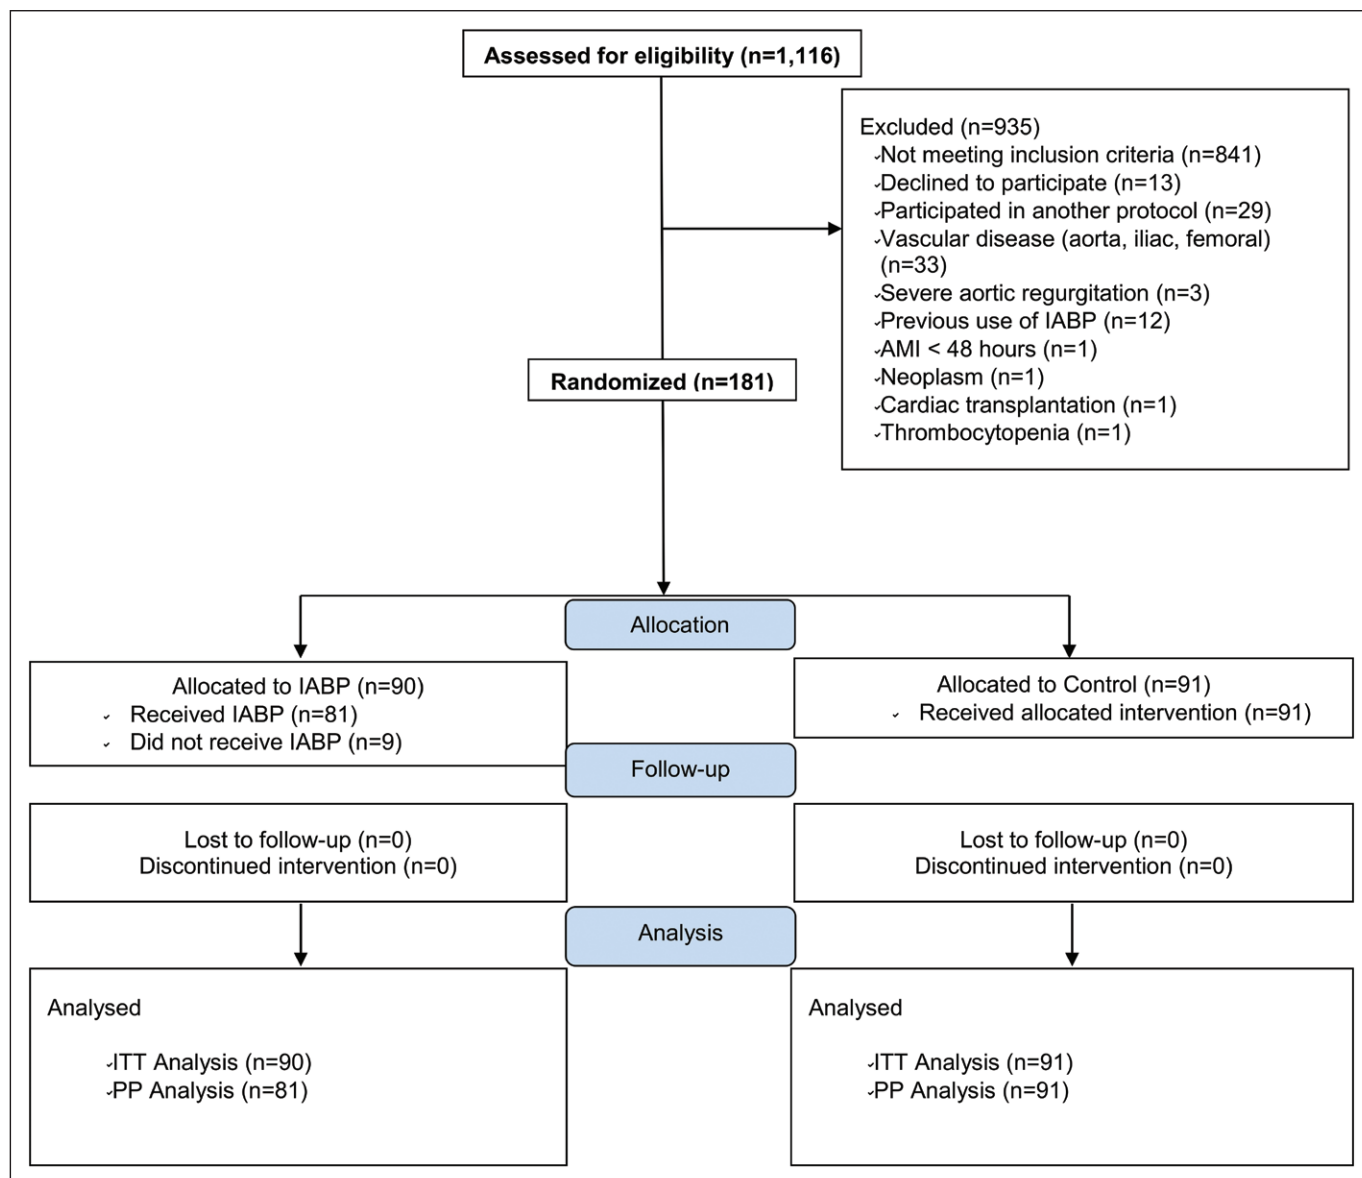 Assessed for eligibility (n=1,116)
Excluded (n=935)
Not meeting inclusion criteria (n=841)
Declined to participate (n=13)
Participated in another protocol (n=29)
Vascular disease (aorta, iliac, femoral)
(n=33)
Severe aortic regurgitation (n=3)
Previous use of IABP (n=12)
AMI < 48 hours (n=1)
Neoplasm (n=1)
Cardiac transplantation (n=1)
Thrombocytopenia (n=1)
Randomized (n=181)
Allocation
Allocated to IABP (n=90)
Received IABP (n=81)
Did not receive IABP (n=9)
Allocated to Control (n=91)
Received allocated intervention (n=91)
Follow-up
Lost to follow-up (n=0)
Discontinued intervention (n=0)
Lost to follow-up (n=0)
Discontinued intervention (n=0)
Analysis
Analysed
ITT Analysis (n=90)
PP Analysis (n=81)
Analysed
ITT Analysis (n=91)
PP Analysis (n=91)